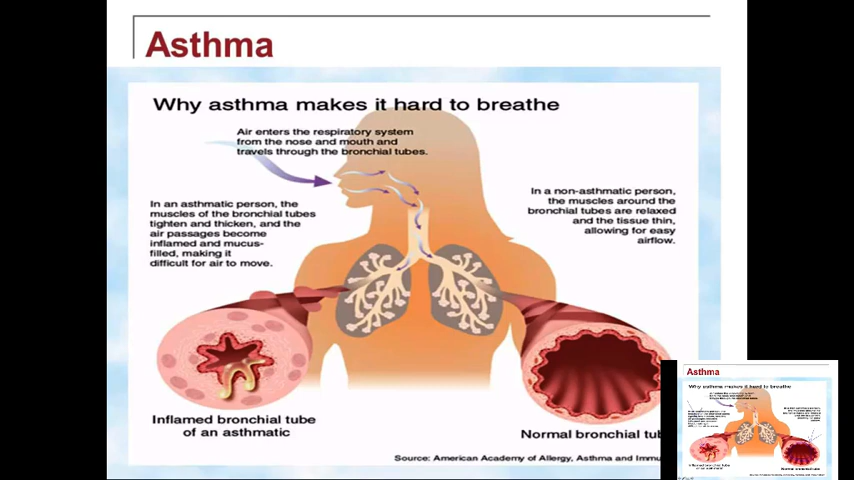 Asthma
Why asthma makes it hard to breathe
Air enters the respiratory system
from the nose and mouth and
travels through the bronchial tubes.
In an asthmatic person, the
muscles of the bronchial tubes
tighten and thicken, and the
air passages become
inflamed and mucus-
filled, making it
difficult for air to move.
In a non-asthmatic person,
the muscles around the
bronchial tubes are relaxed
and the tissue thin,
allowing for easy
airflow.
Inflamed bronchial tube
of an asthmatic
Normal bronchial tub
Source: American Academy of Allergy, Asthma and Immu
Asthma
Why asthma makes it hard to breathe